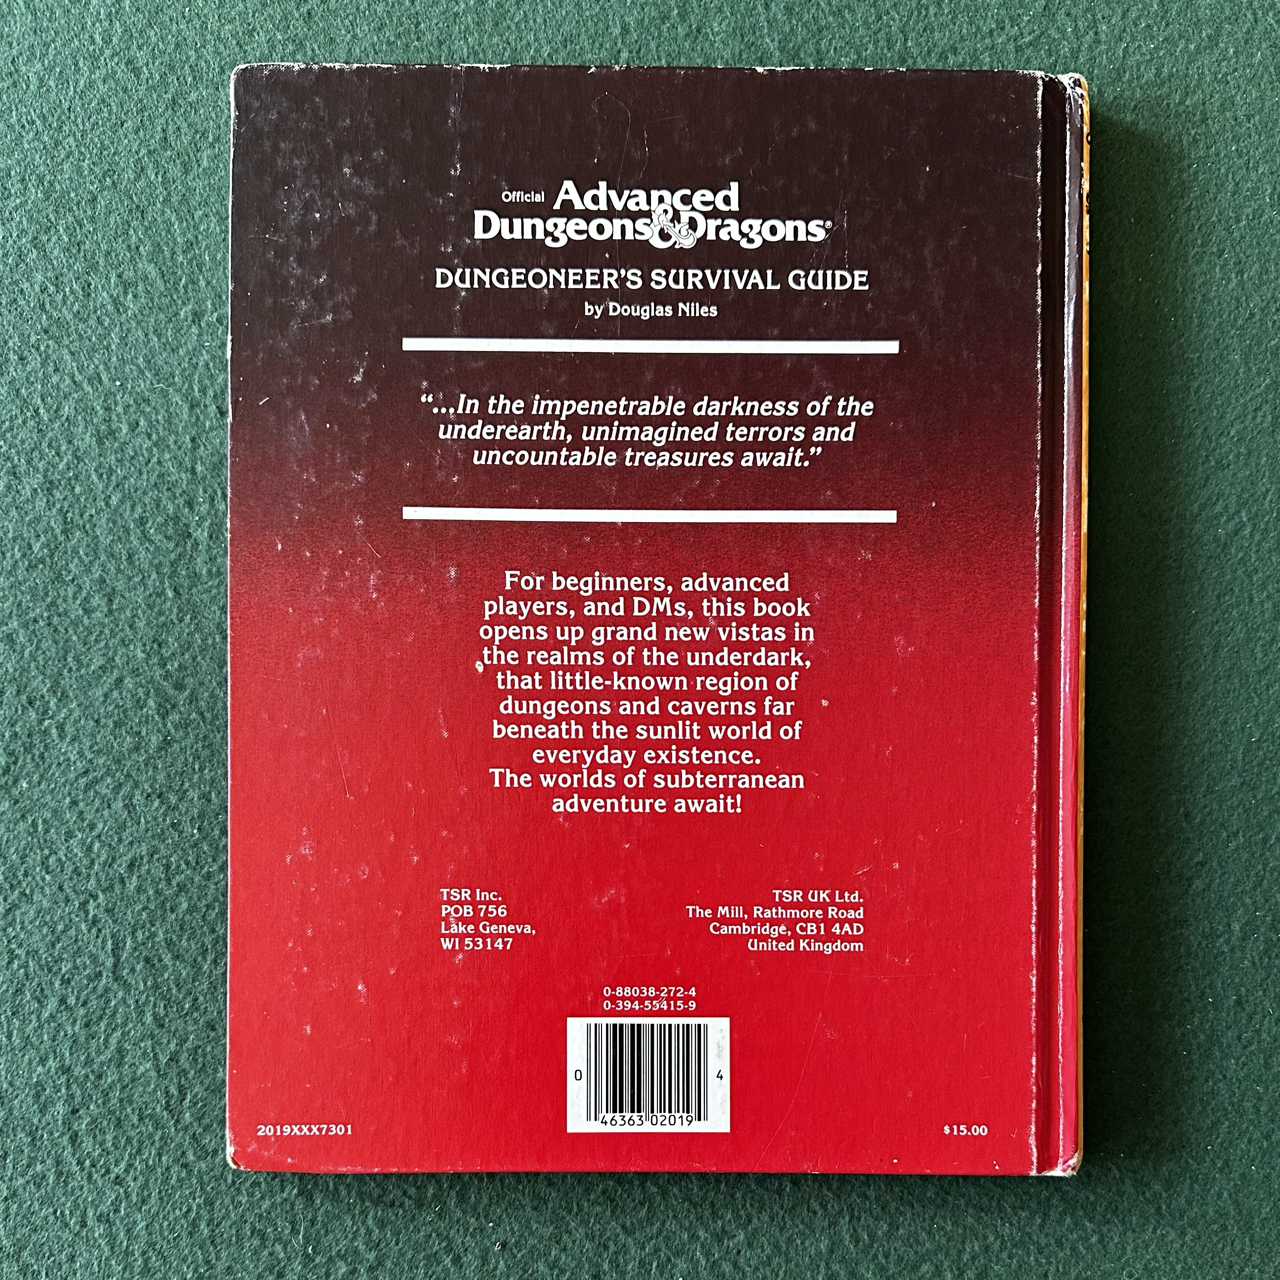 Official Advanced
Dungeons & Dragons®
DUNGEONEER'S SURVIVAL GUIDE
by Douglas Niles
“...In the impenetrable darkness of the
underearth, unimagined terrors and
uncountable treasures await.”
For beginners, advanced
players, and DMs, this book
opens up grand new vistas in
the realms of the underdark,
that little-known region of
dungeons and caverns far
beneath the sunlit world of
everyday existence.
The worlds of subterranean
adventure await!
TSR Inc.
POB 756
Lake Geneva,
WI 53147
TSR UK Ltd.
The Mill, Rathmore Road
Cambridge, CB1 4AD
United Kingdom
0-88038-272-4
0-394-55415-9
0 46363 02019 4
2019XXX7301
$15.00